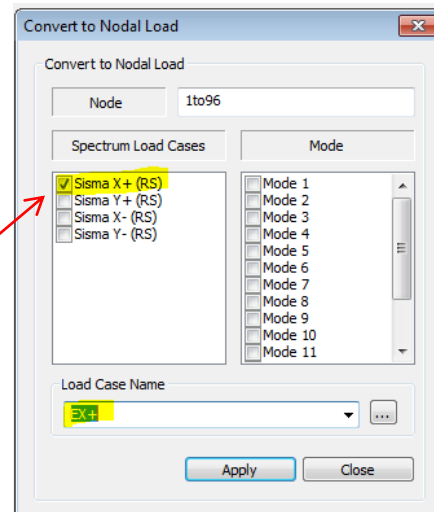 Convert to Nodal Load
Convert to Nodal Load
Node 1to96
Spectrum Load Cases Mode
Sisma X+ (RS)
Sisma Y+ (RS)
Sisma X- (RS)
Sisma Y- (RS)
Mode 1
Mode 2
Mode 3
Mode 4
Mode 5
Mode 6
Mode 7
Mode 8
Mode 9
Mode 10
Mode 11
Load Case Name
EX+ ...
Apply Close